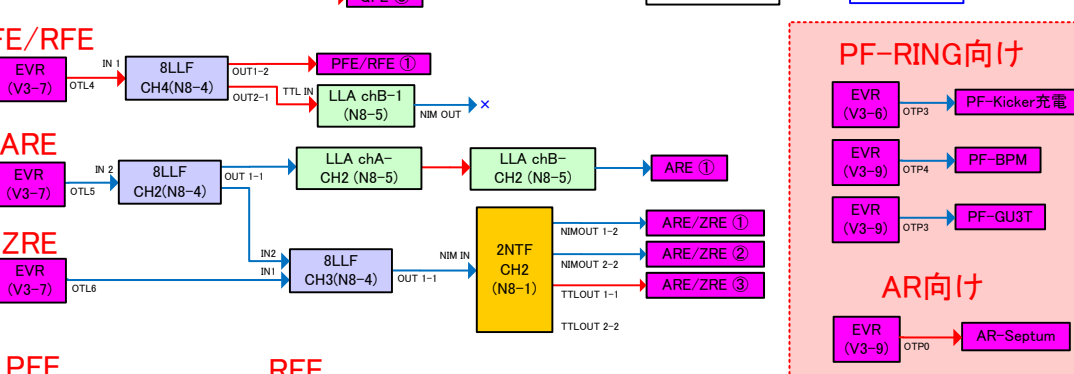 FE/RFE
EVR
(V3-7)
OTL4
IN 1
8LLF
CH4(N8-4)
OUT1-2
OUT2-1
PFE/RFE ①
TTL IN
LLA chB-1
(N8-5)
NIM OUT
×
ARE
EVR
(V3-7)
OTL5
IN 2
8LLF
CH2(N8-4)
OUT 1-1
LLA chA-
CH2 (N8-5)
LLA chB-
CH2 (N8-5)
ARE ①
ZRE
EVR
(V3-7)
OTL6
IN2
IN1
8LLF
CH3(N8-4)
OUT 1-1
NIM IN
2NTF
CH2
(N8-1)
NIMOUT 1-2
NIMOUT 2-2
TTLOUT 1-1
TTLOUT 2-2
ARE/ZRE ①
ARE/ZRE ②
ARE/ZRE ③
PF-RING向け
EVR
(V3-6)
OTP3
PF-Kicker充電
EVR
(V3-9)
OTP4
PF-BPM
EVR
(V3-9)
OTP3
PF-GU3T
AR向け
EVR
(V3-9)
OTP0
AR-Septum